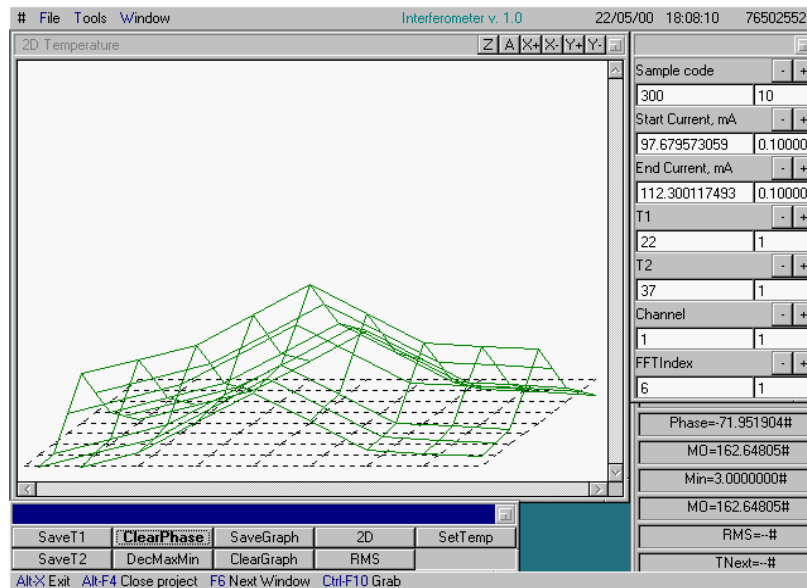 # File Tools Window Interferometer v. 1.0 22/05/00 18:08:10 76502552
2D Temperature Z A X+ X- Y+ Y-
Sample code - +
300 10
Start Current, mA - +
97.679573059 0.10000
End Current, mA - +
112.300117493 0.10000
T1 - +
22 1
T2 - +
37 1
Channel - +
1 1
FFTIndex - +
6 1
Phase=-71.951904#
MO=162.64805#
Min=3.0000000#
MO=162.64805#
RMS=--#
TNext=--#
SaveT1 ClearPhase SaveGraph 2D SetTemp
SaveT2 DecMaxMin ClearGraph RMS
Alt-X Exit Alt-F4 Close project F6 Next Window Ctrl-F10 Grab